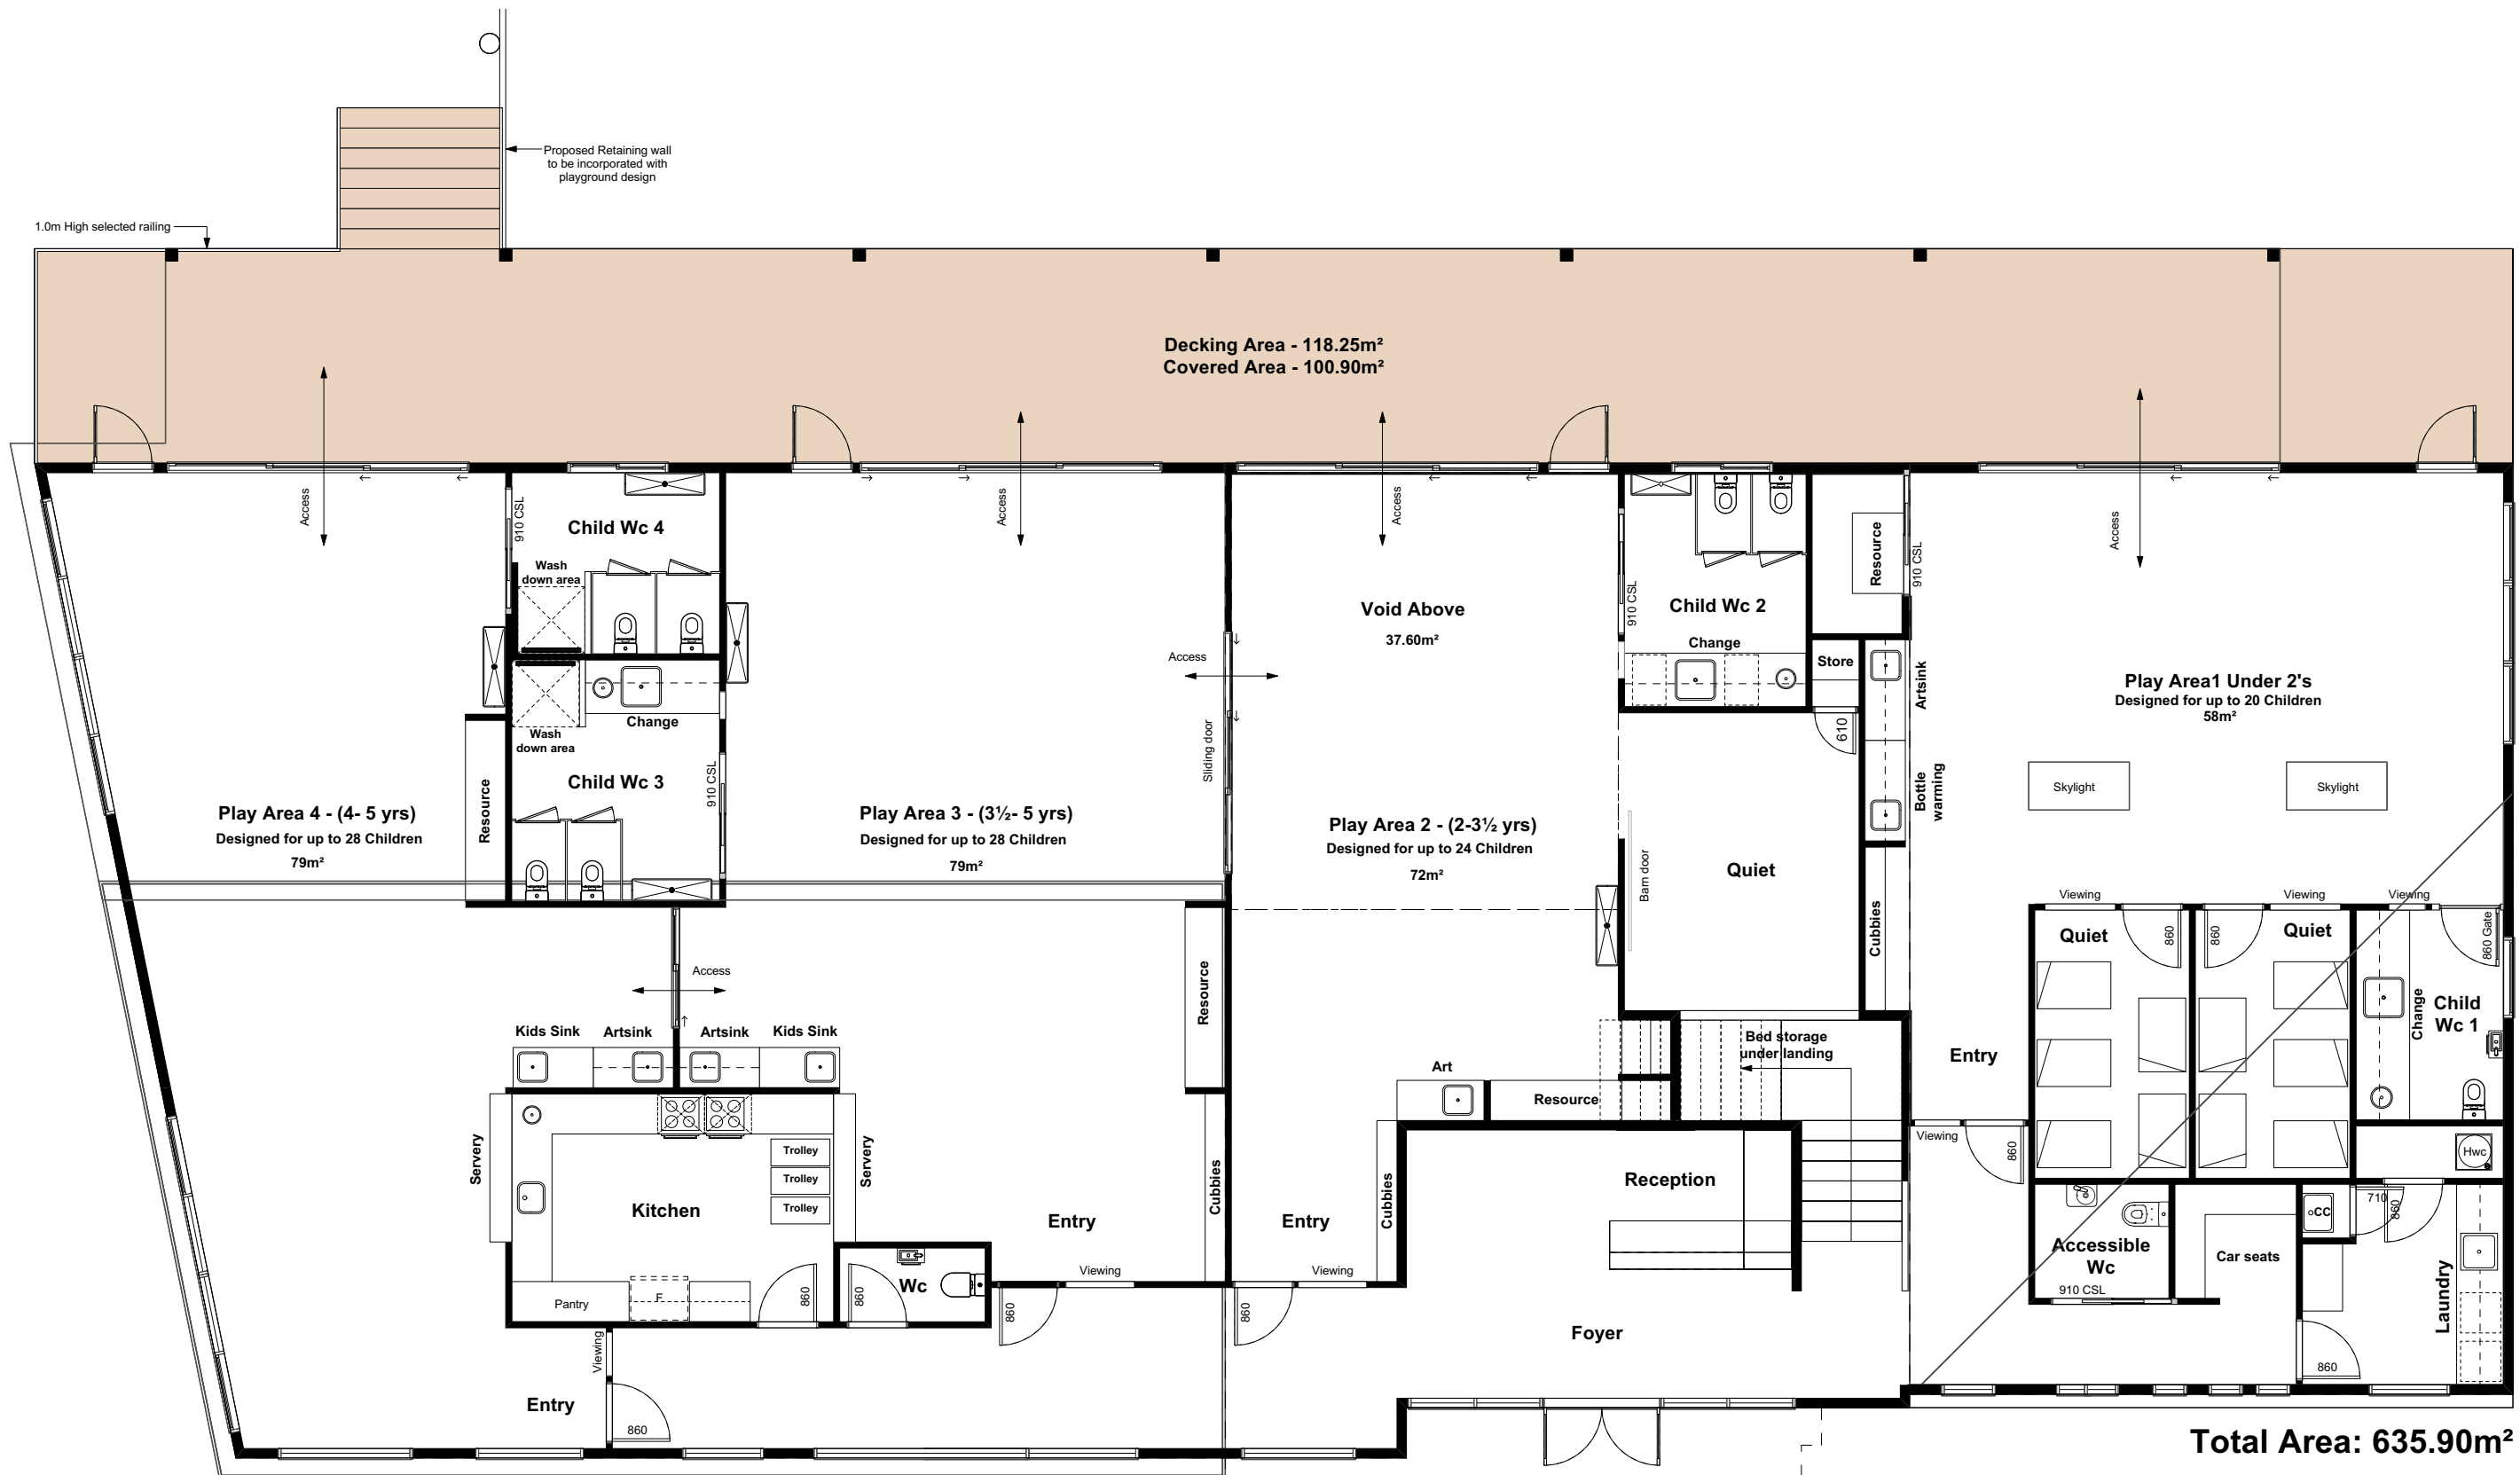 Proposed Retaining wall
to be incorporated with
playground design
1.0m High selected railing
Decking Area - 118.25m²
Covered Area - 100.90m²
Access
910 CSL
Child Wc 4
Wash
down area
Access
Access
910 CSL
Child Wc 2
Change
Resource
910 CSL
Access
Void Above
37.60m²
Access
Sliding door
Store
610
Artsink
Bottle
warming
Play Area1 Under 2's
Designed for up to 20 Children
58m²
Skylight
Skylight
Change
Wash
down area
Child Wc 3
910 CSL
Resource
Play Area 4 - (4- 5 yrs)
Designed for up to 28 Children
79m²
Play Area 3 - (3½- 5 yrs)
Designed for up to 28 Children
79m²
Play Area 2 - (2-3½ yrs)
Designed for up to 24 Children
72m²
Barn door
Quiet
Cubbies
Viewing
Viewing
Viewing
Quiet
860
860
Quiet
860 Gate
Change
Child
Wc 1
Access
Resource
Kids Sink
Artsink
Artsink
Kids Sink
Bed storage
under landing
Entry
Art
Resource
Servery
Trolley
Trolley
Trolley
Servery
Kitchen
Pantry
F
860
860
Wc
Entry
Cubbies
Viewing
860
Entry
Cubbies
Viewing
860
Reception
Foyer
Viewing
860
Hwc
Accessible
Wc
910 CSL
Car seats
CC
710
860
Laundry
860
Viewing
Entry
860
Total Area: 635.90m²